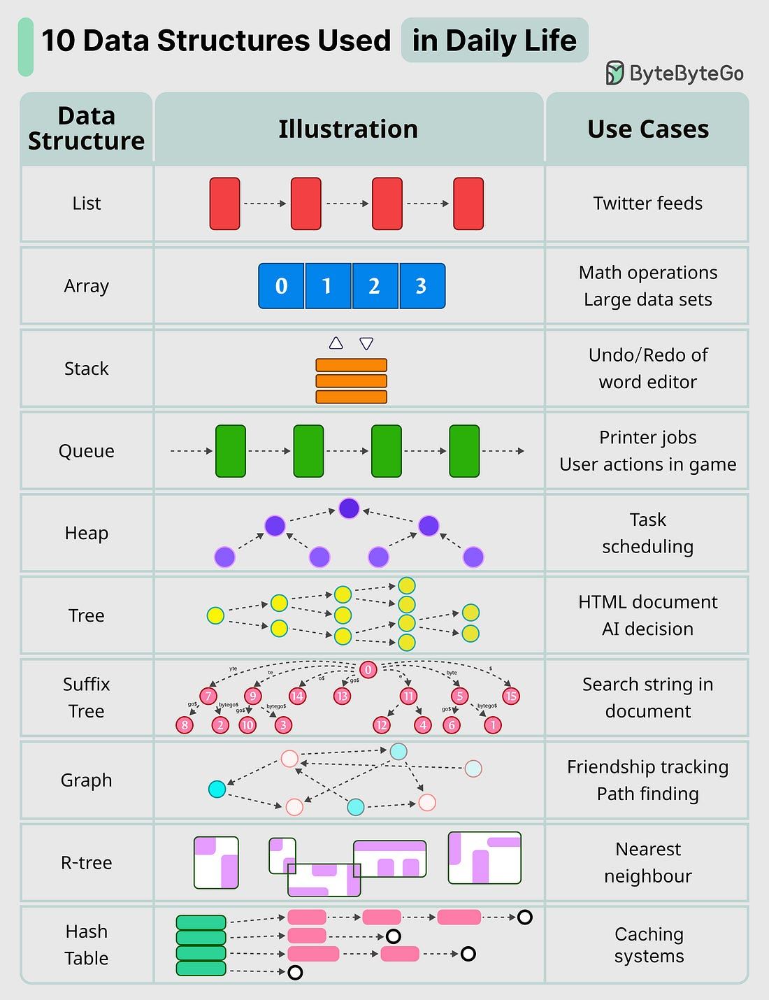 10 Data Structures Used in Daily Life
ByteByteGo
Data
Structure
Illustration
Use Cases
List
Twitter feeds
Array
0 1 2 3
Math operations
Large data sets
Stack
Undo/Redo of
word editor
Queue
Printer jobs
User actions in game
Heap
Task
scheduling
Tree
HTML document
AI decision
Suffix
Tree
0
yte te o$ go$ e byte $
7 9 14 13 11 5 15
go$ bytego$ go$ bytego$ go$ bytego$
8 2 10 3 12 4 6 1
Search string in
document
Graph
Friendship tracking
Path finding
R-tree
Nearest
neighbour
Hash
Table
Caching
systems